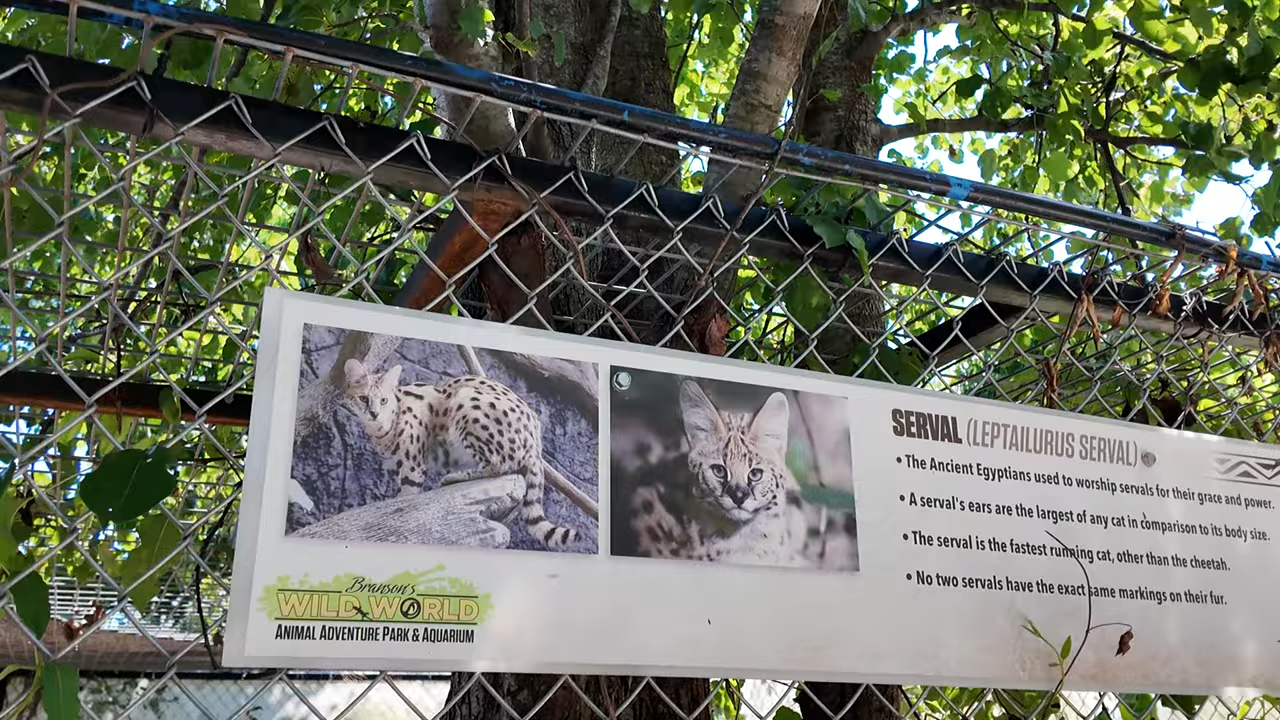 SERVAL (LEPTAILURUS SERVAL)
• The Ancient Egyptians used to worship servals for their grace and power.
• A serval's ears are the largest of any cat in comparison to its body size.
• The serval is the fastest running cat, other than the cheetah.
• No two servals have the exact same markings on their fur.
Branson's
WILD WORLD
ANIMAL ADVENTURE PARK & AQUARIUM